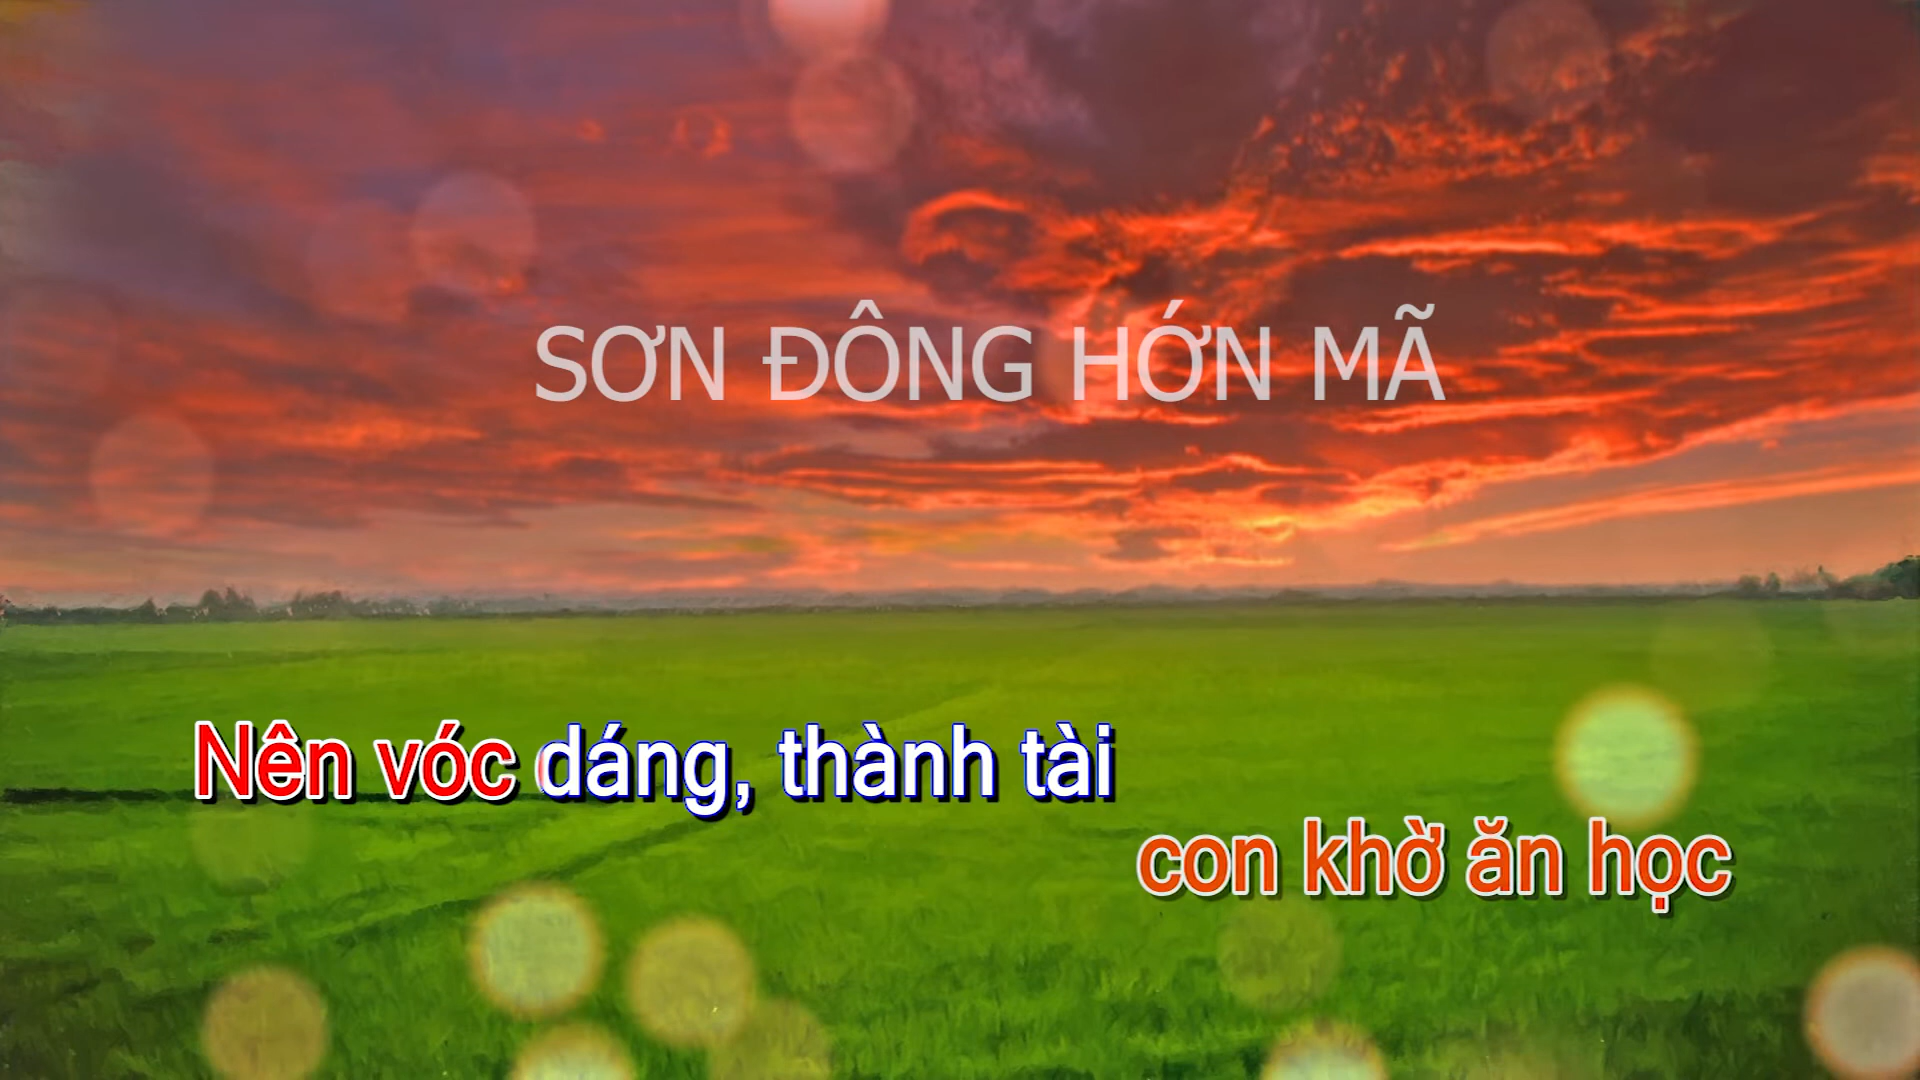 SƠN ĐÔNG HỚN MÃ
Nên vóc dáng, thành tài
con khờ ăn học